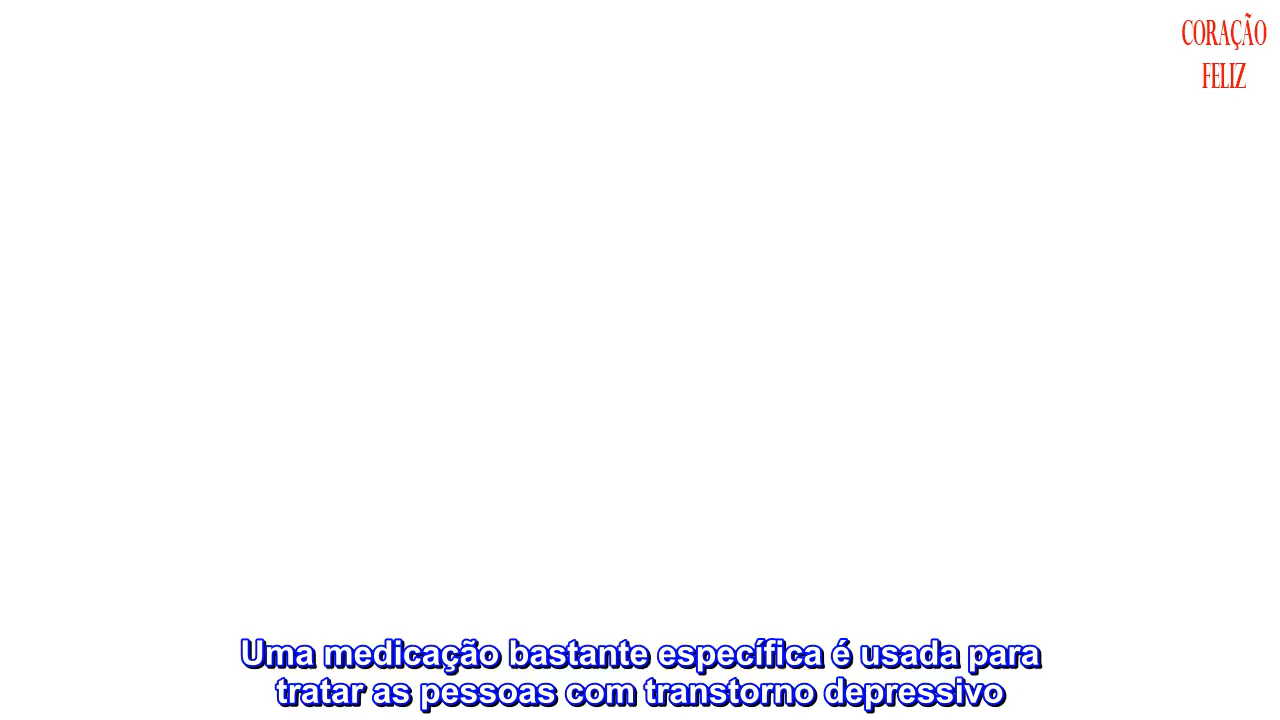 CORAÇÃO
FELIZ
Uma medicação bastante específica é usada para
tratar as pessoas com transtorno depressivo